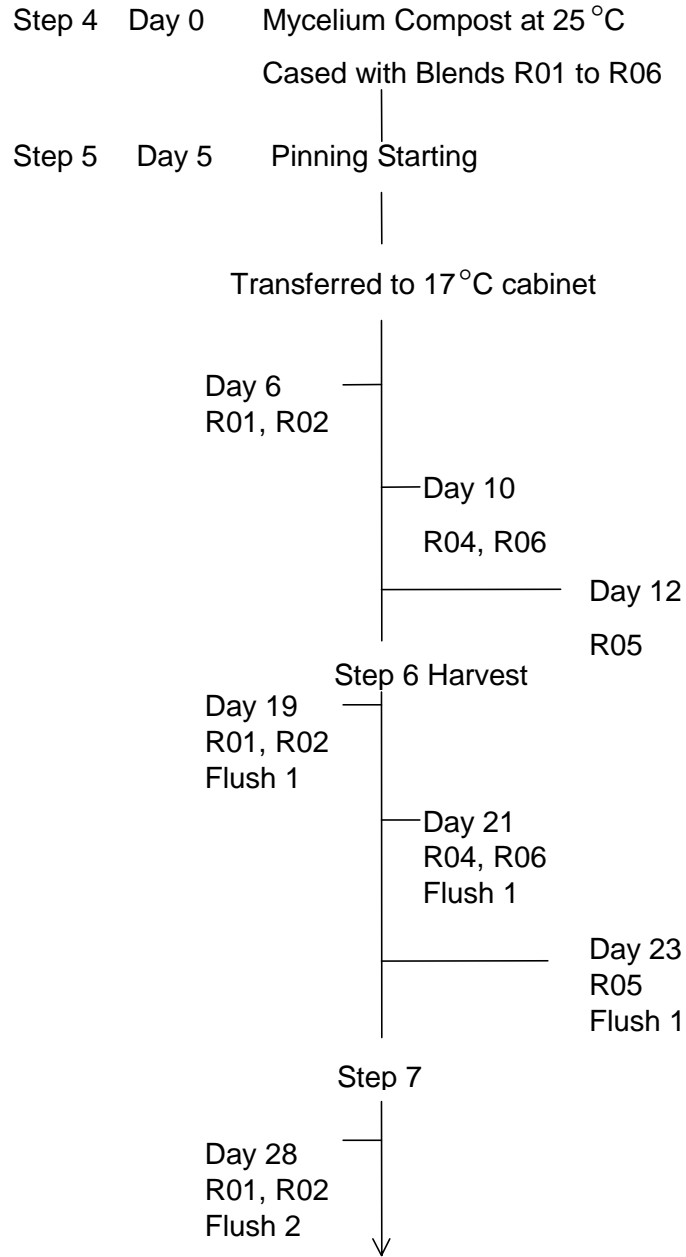 Step 4 Day 0 Mycelium Compost at 25 °C
Cased with Blends R01 to R06
Step 5 Day 5 Pinning Starting
Transferred to 17°C cabinet
Day 6
R01, R02
Day 10
R04, R06
Day 12
R05
Step 6 Harvest
Day 19
R01, R02
Flush 1
Day 21
R04, R06
Flush 1
Day 23
R05
Flush 1
Step 7
Day 28
R01, R02
Flush 2